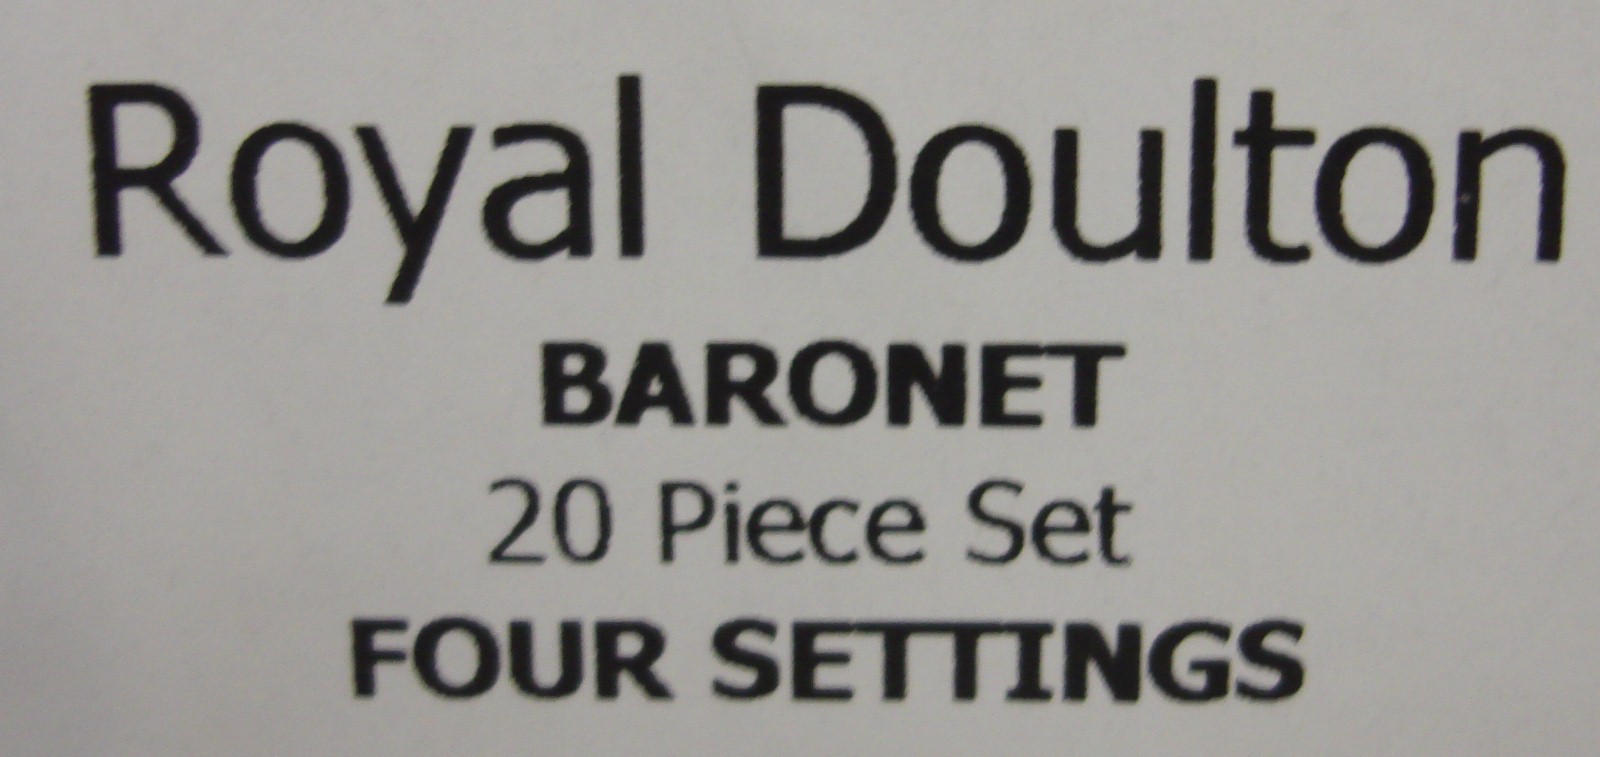 Royal Doulton
BARONET
20 Piece Set
FOUR SETTINGS